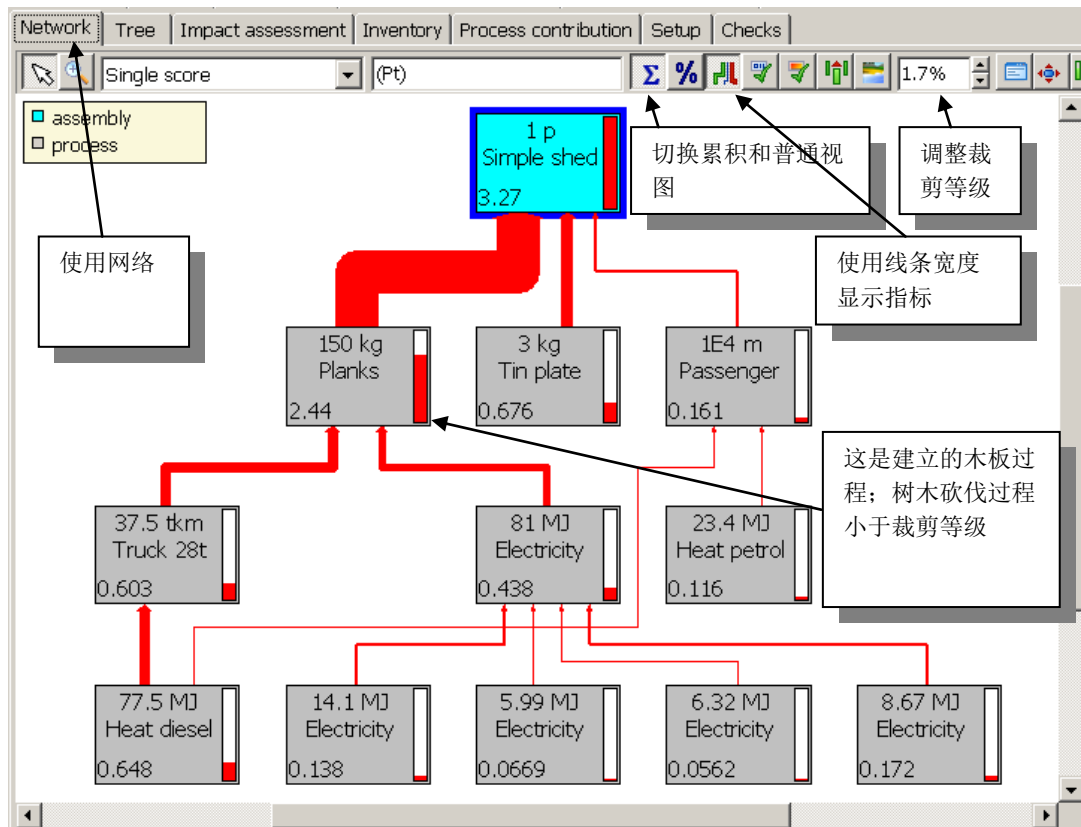 Network Tree Impact assessment Inventory Process contribution Setup Checks
Single score (Pt) Σ % 1.7%
assembly
process
1 p
Simple shed
3.27
切换累积和普通视
图
调整裁
剪等级
使用网络
使用线条宽度
显示指标
150 kg
Planks
2.44
3 kg
Tin plate
0.676
1E4 m
Passenger
0.161
这是建立的木板过
程；树木砍伐过程
小于裁剪等级
37.5 tkm
Truck 28t
0.603
81 MJ
Electricity
0.438
23.4 MJ
Heat petrol
0.116
77.5 MJ
Heat diesel
0.648
14.1 MJ
Electricity
0.138
5.99 MJ
Electricity
0.0669
6.32 MJ
Electricity
0.0562
8.67 MJ
Electricity
0.172